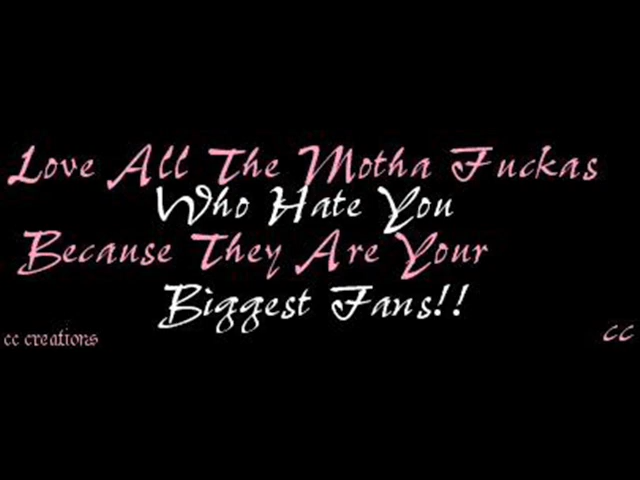 Love All The Motha Fuckas
Who Hate You
Because They Are Your
Biggest Fans!!
cc creations
CC